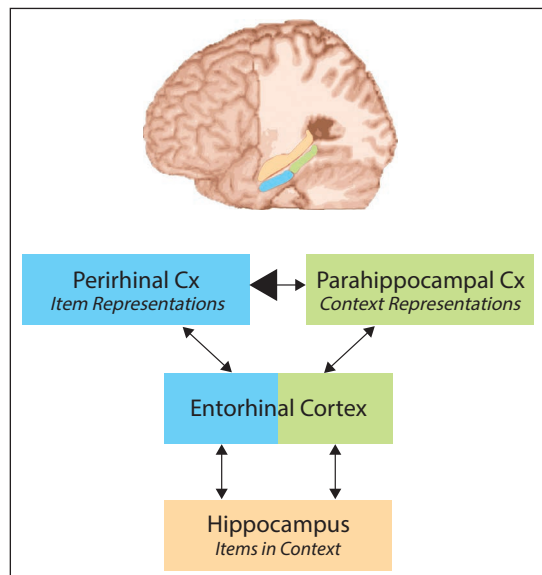 Perirhinal Cx
Item Representations
Parahippocampal Cx
Context Representations
Entorhinal Cortex
Hippocampus
Items in Context